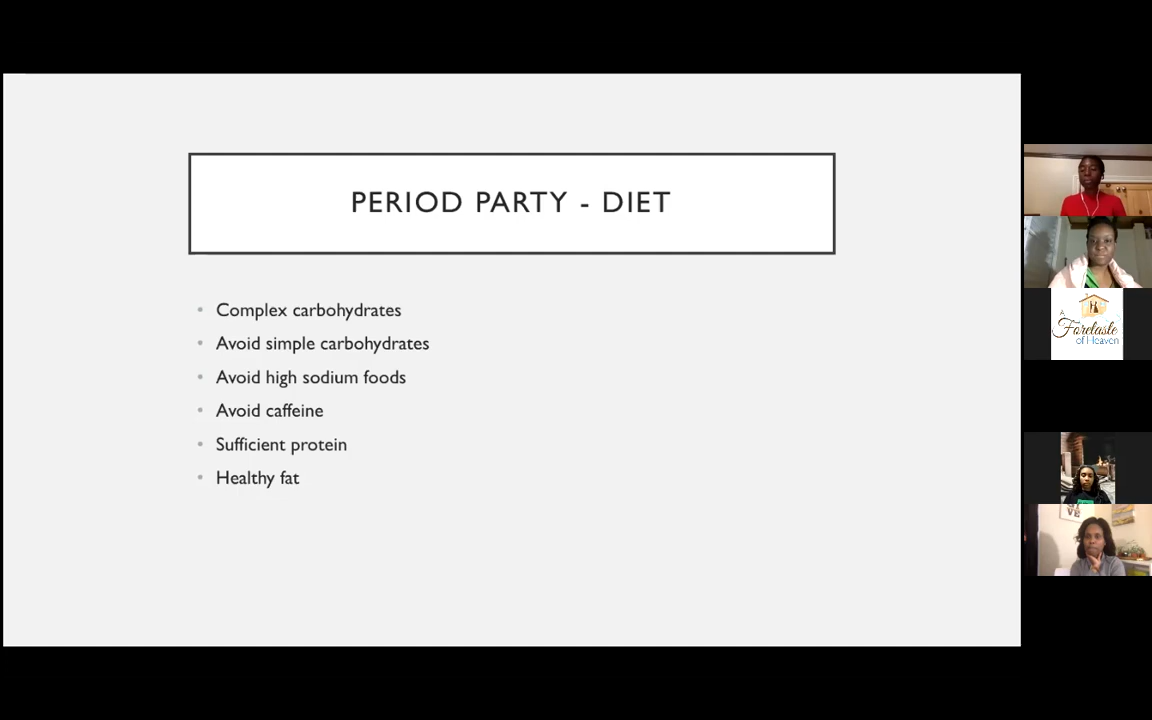 PERIOD PARTY - DIET
• Complex carbohydrates
• Avoid simple carbohydrates
• Avoid high sodium foods
• Avoid caffeine
• Sufficient protein
• Healthy fat
A
Foretaste
of Heaven